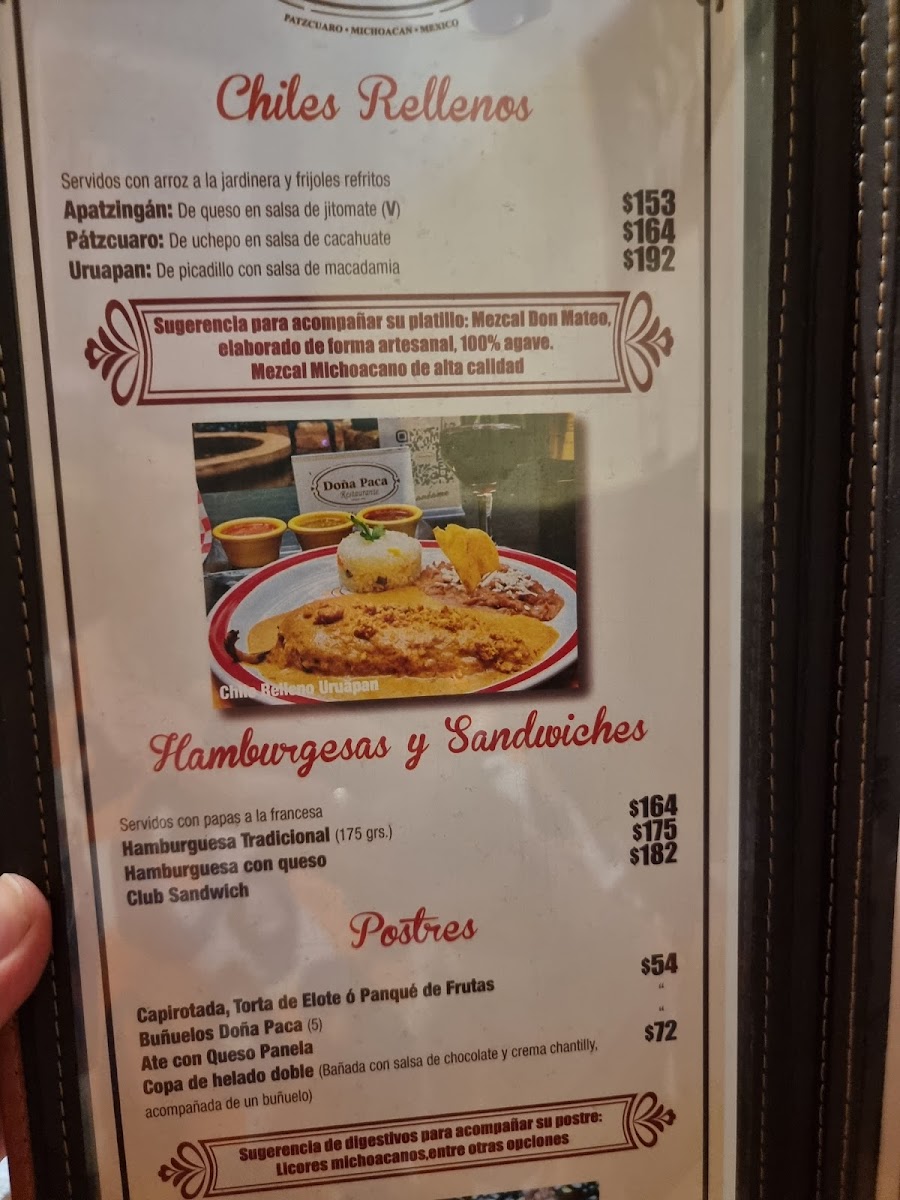 PATZCUARO • MICHOACAN • MEXICO
Chiles Rellenos
Servidos con arroz a la jardinera y frijoles refritos
Apatzingán: De queso en salsa de jitomate (V) $153
Pátzcuaro: De uchepo en salsa de cacahuate $164
Uruapan: De picadillo con salsa de macadamia $192
Sugerencia para acompañar su platillo: Mezcal Don Mateo,
elaborado de forma artesanal, 100% agave.
Mezcal Michoacano de alta calidad
Doña Paca
Restaurante
Chile Relleno Uruapan
Hamburgesas y Sandwiches
Servidos con papas a la francesa
Hamburguesa Tradicional (175 grs.) $164
Hamburguesa con queso $175
Club Sandwich $182
Postres
Capirotada, Torta de Elote ó Panqué de Frutas $54
Buñuelos Doña Paca (5) "
Ate con Queso Panela "
Copa de helado doble (Bañada con salsa de chocolate y crema chantilly, $72
acompañada de un buñuelo)
Sugerencia de digestivos para acompañar su postre:
Licores michoacanos,entre otras opciones